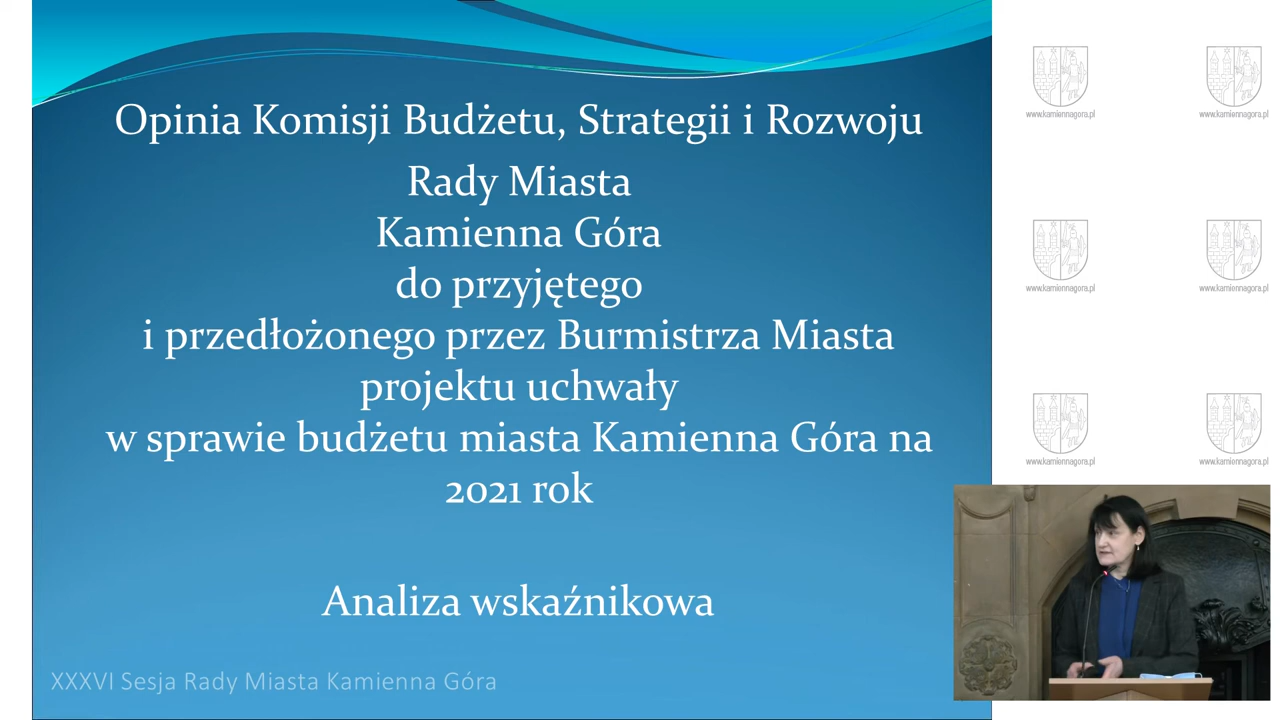 Opinia Komisji Budżetu, Strategii i Rozwoju
Rady Miasta
Kamienna Góra
do przyjętego
i przedłożonego przez Burmistrza Miasta
projektu uchwały
w sprawie budżetu miasta Kamienna Góra na
2021 rok
Analiza wskaźnikowa
XXXVI Sesja Rady Miasta Kamienna Góra
www.kamiennagora.pl
www.kamiennagora.pl
www.kamiennagora.pl
www.kamiennagora.pl
www.kamiennagora.pl
www.kamiennagora.pl